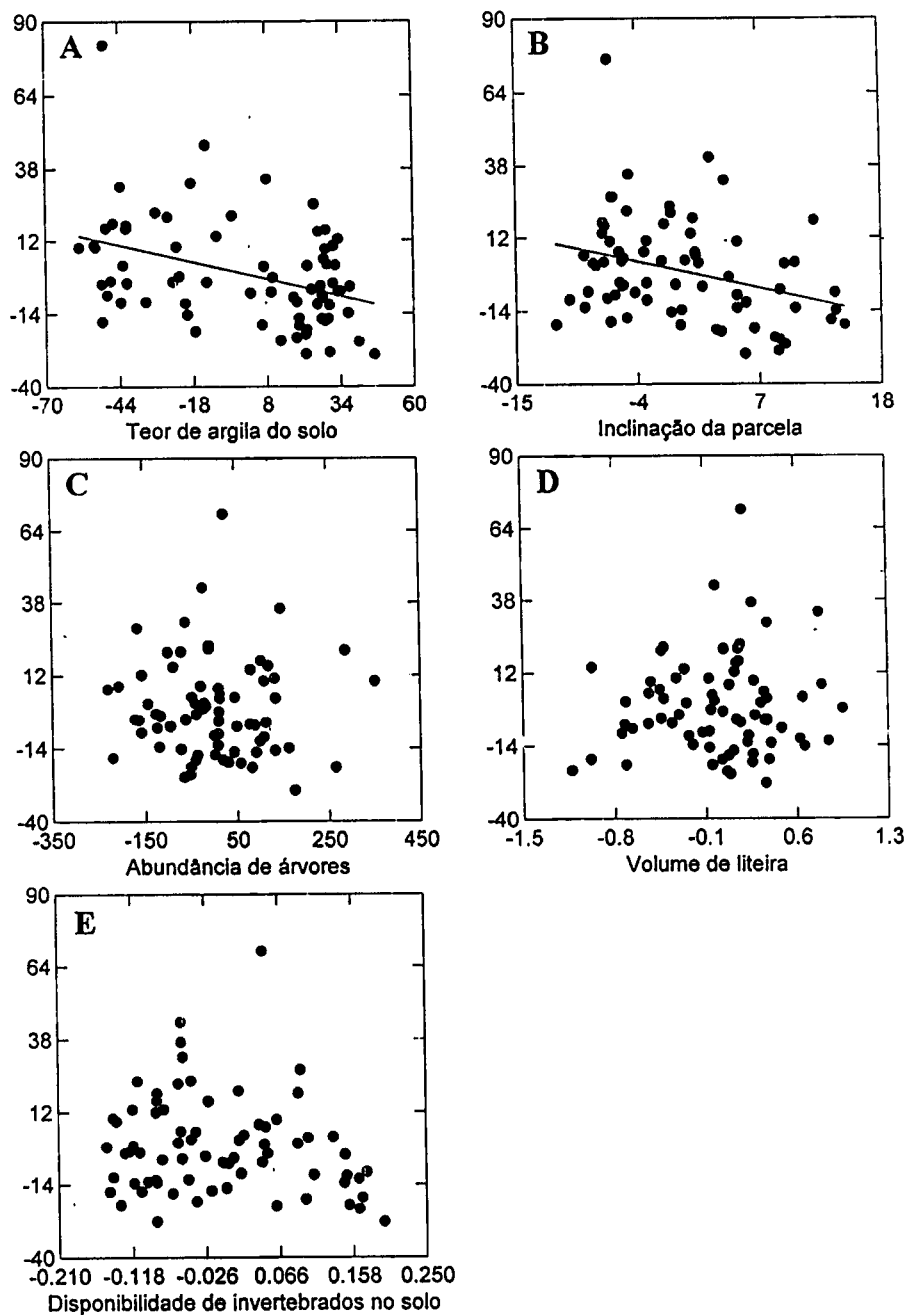 90 90
A B
64 64
38 38
12 12
-14 -14
-40 -40
-70 -44 -18 8 34 60 -15 -4 7 18
Teor de argila do solo Inclinação da parcela
90 90
C D
64 64
38 38
12 12
-14 -14
-40 -40
-350 -150 50 250 450 -1.5 -0.8 -0.1 0.6 1.3
Abundância de árvores Volume de liteira
90
E
64
38
12
-14
-40
-0.210 -0.118 -0.026 0.066 0.158 0.250
Disponibilidade de invertebrados no solo